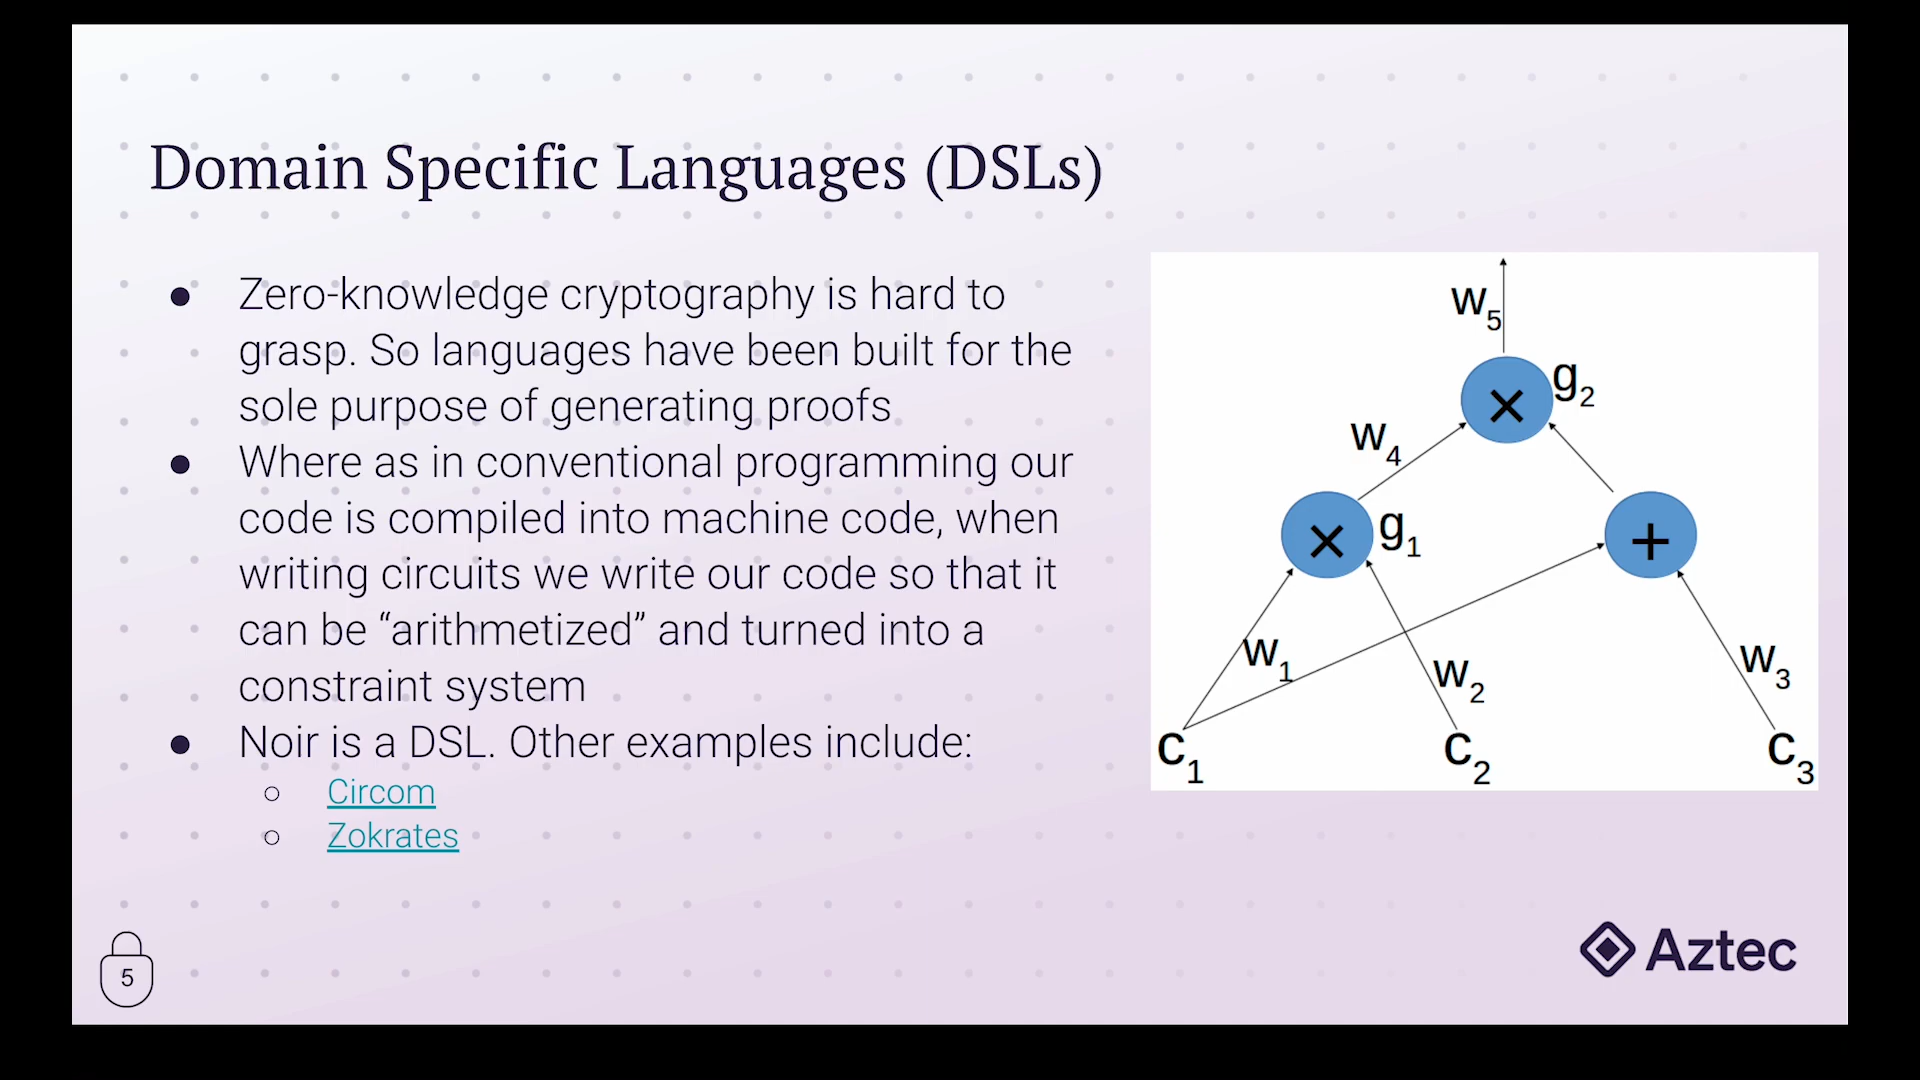 Domain Specific Languages (DSLs)
● Zero-knowledge cryptography is hard to
grasp. So languages have been built for the
sole purpose of generating proofs
● Where as in conventional programming our
code is compiled into machine code, when
writing circuits we write our code so that it
can be “arithmetized” and turned into a
constraint system
● Noir is a DSL. Other examples include:
○ Circom
○ Zokrates
w₅
× g₂
w₄
× g₁ +
w₁ w₂ w₃
c₁ c₂ c₃
5
Aztec